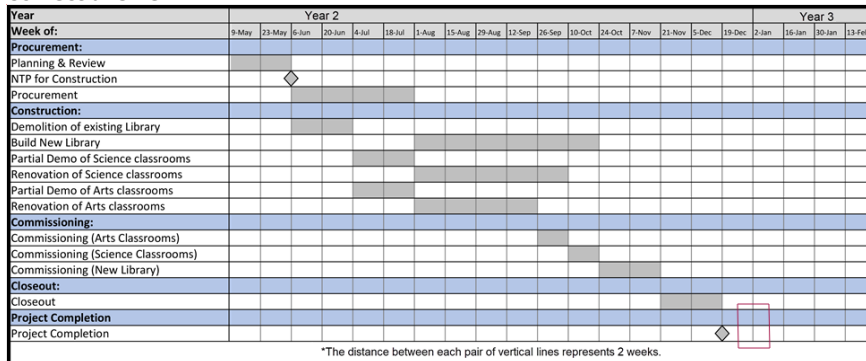 Year Year 2 Year 3
Week of: 9-May 23-May 6-Jun 20-Jun 4-Jul 18-Jul 1-Aug 15-Aug 29-Aug 12-Sep 26-Sep 10-Oct 24-Oct 7-Nov 21-Nov 5-Dec 19-Dec 2-Jan 16-Jan 30-Jan 13-Feb
Procurement:
Planning & Review
NTP for Construction
Procurement
Construction:
Demolition of existing Library
Build New Library
Partial Demo of Science classrooms
Renovation of Science classrooms
Partial Demo of Arts classrooms
Renovation of Arts classrooms
Commissioning:
Commissioning (Arts Classrooms)
Commissioning (Science Classrooms)
Commissioning (New Library)
Closeout:
Closeout
Project Completion
Project Completion
*The distance between each pair of vertical lines represents 2 weeks.